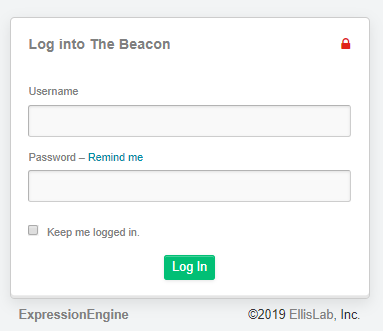 Log into The Beacon
Username
Password – Remind me
Keep me logged in.
Log In
ExpressionEngine ©2019 EllisLab, Inc.